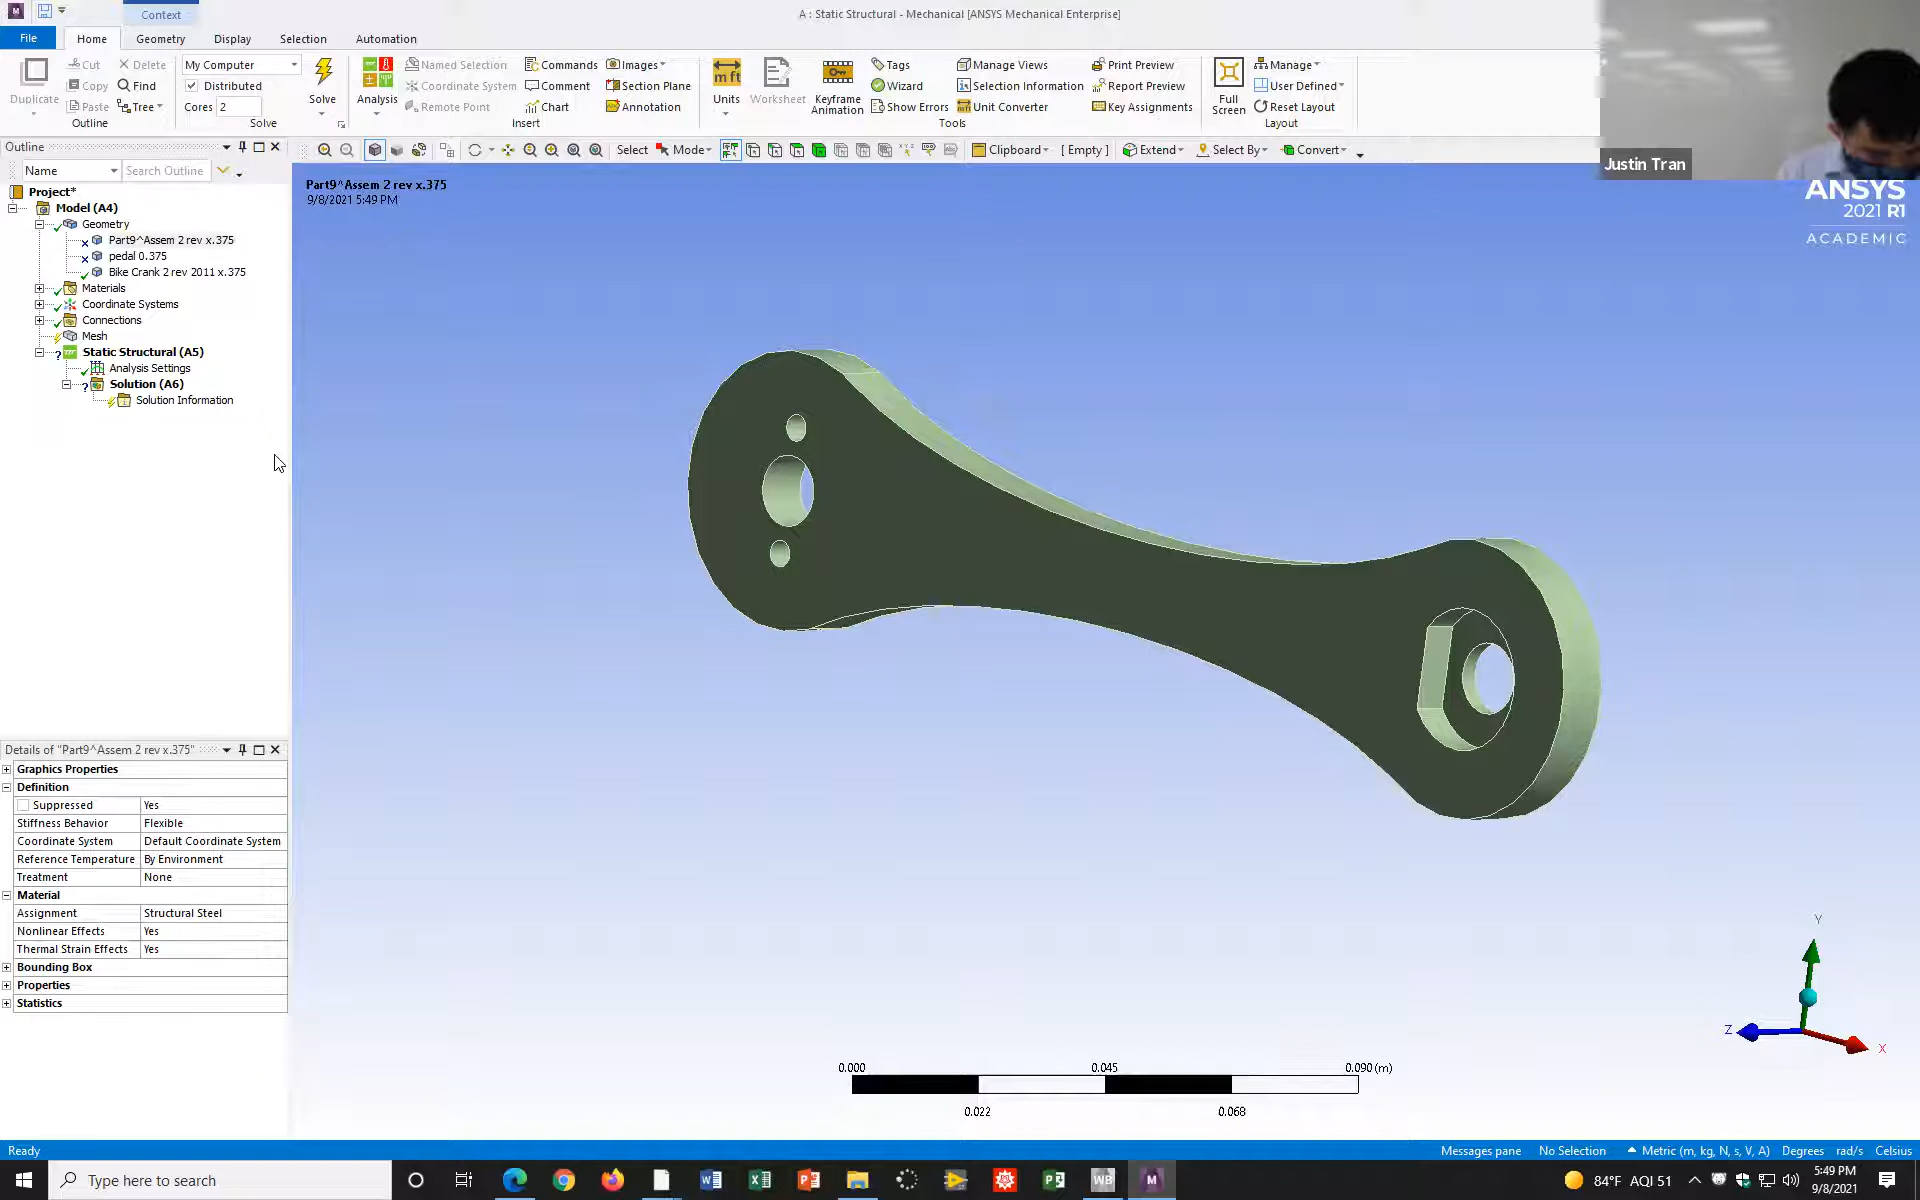 Context
A : Static Structural - Mechanical [ANSYS Mechanical Enterprise]
File Home Geometry Display Selection Automation
Duplicate
Cut
Copy
Paste
Delete
Find
Tree
Outline
My Computer
Distributed
Cores 2
Solve
Solve
Analysis
Named Selection
Coordinate System
Remote Point
Commands
Comment
Chart
Images
Section Plane
Annotation
Insert
Units
Worksheet
Keyframe
Animation
Tags
Wizard
Show Errors
Manage Views
Selection Information
Unit Converter
Print Preview
Report Preview
Key Assignments
Tools
Full
Screen
Manage
User Defined
Reset Layout
Layout
Justin Tran
Outline
Name Search Outline
Select Mode Clipboard [ Empty ] Extend Select By Convert
Project*
Model (A4)
Geometry
Part9^Assem 2 rev x.375
pedal 0.375
Bike Crank 2 rev 2011 x.375
Materials
Coordinate Systems
Connections
Mesh
Static Structural (A5)
Analysis Settings
Solution (A6)
Solution Information
Part9^Assem 2 rev x.375
9/8/2021 5:49 PM
ANSYS
2021 R1
ACADEMIC
Details of "Part9^Assem 2 rev x.375"
Graphics Properties
Definition
Suppressed Yes
Stiffness Behavior Flexible
Coordinate System Default Coordinate System
Reference Temperature By Environment
Treatment None
Material
Assignment Structural Steel
Nonlinear Effects Yes
Thermal Strain Effects Yes
Bounding Box
Properties
Statistics
Y
Z
X
0.000 0.045 0.090 (m)
0.022 0.068
Ready
Messages pane No Selection Metric (m, kg, N, s, V, A) Degrees rad/s Celsius
Type here to search
84°F AQI 51
5:49 PM
9/8/2021